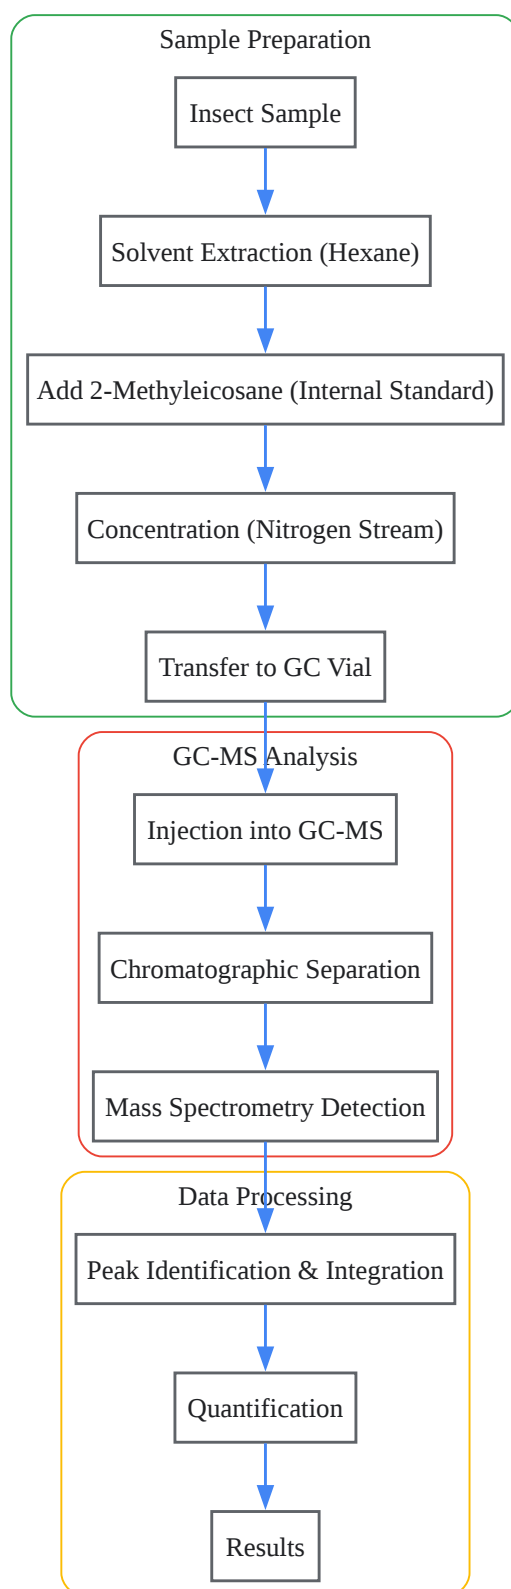 Sample Preparation
Insect Sample
Solvent Extraction (Hexane)
Add 2-Methyleicosane (Internal Standard)
Concentration (Nitrogen Stream)
Transfer to GC Vial
GC-MS Analysis
Injection into GC-MS
Chromatographic Separation
Mass Spectrometry Detection
Data Processing
Peak Identification & Integration
Quantification
Results